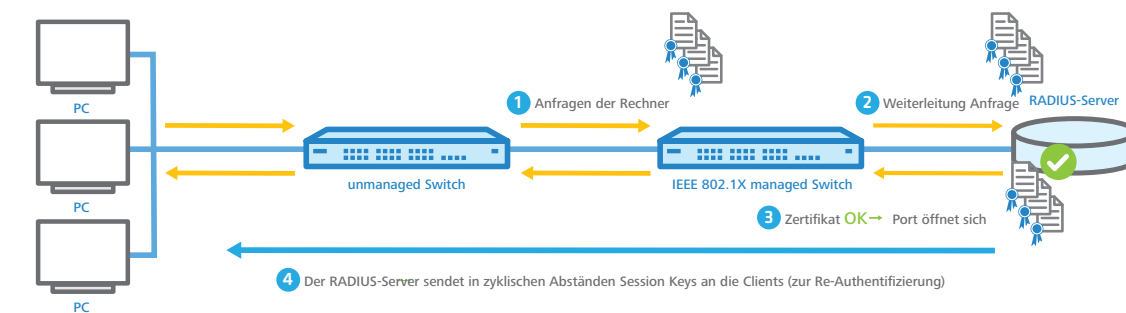 PC
PC
PC
1 Anfragen der Rechner
2 Weiterleitung Anfrage
RADIUS-Server
unmanaged Switch
IEEE 802.1X managed Switch
3 Zertifikat OK→ Port öffnet sich
4 Der RADIUS-Server sendet in zyklischen Abständen Session Keys an die Clients (zur Re-Authentifizierung)